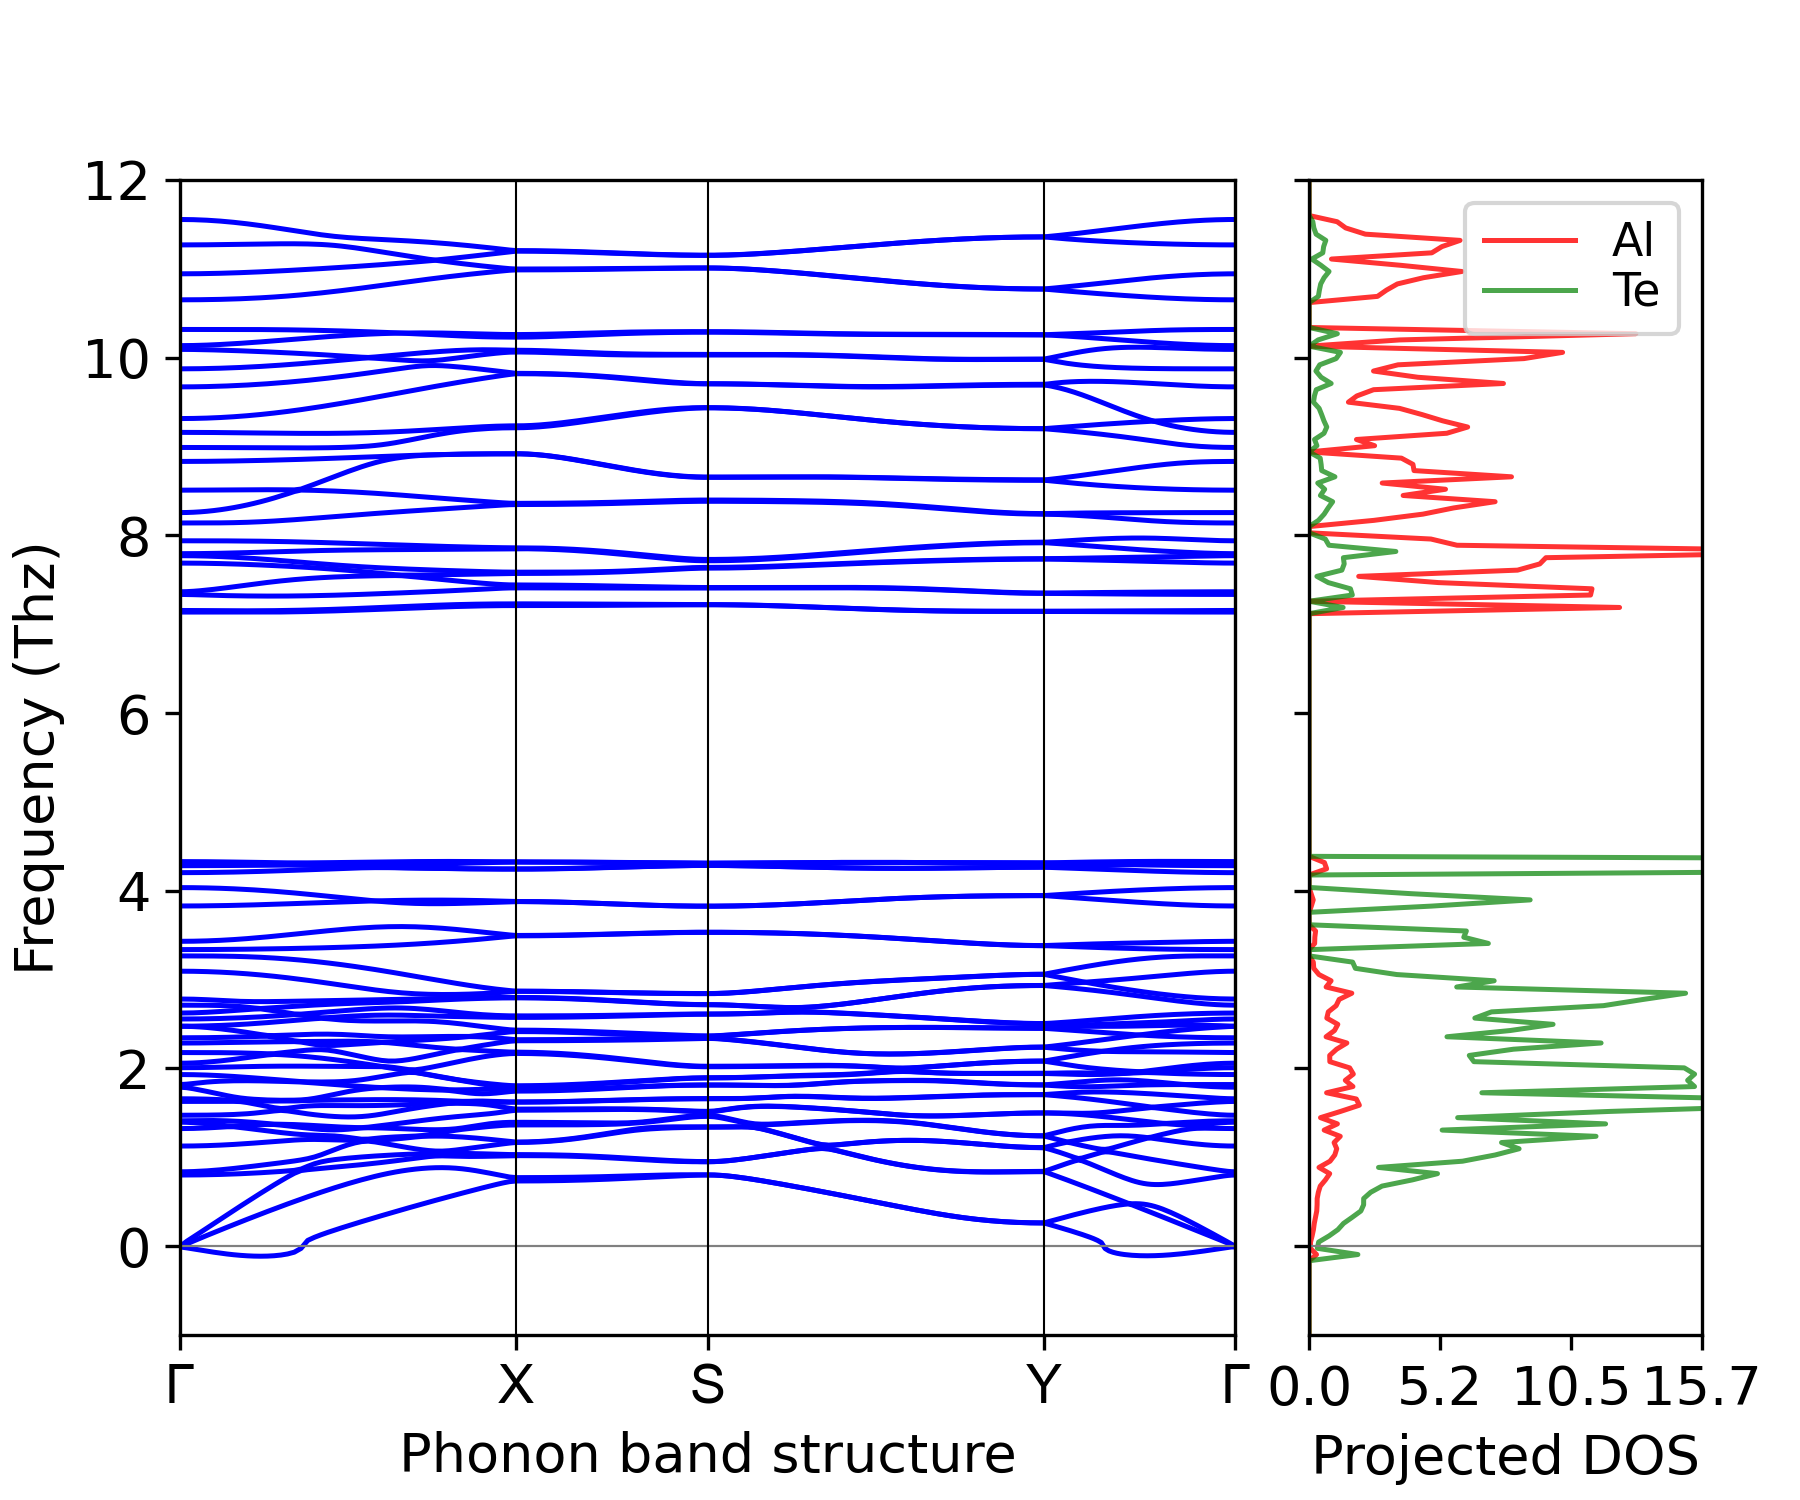 12
10
8
6
4
2
0
Frequency (Thz)
Γ X S Y Γ
Phonon band structure
Al
Te
0.0 5.2 10.5 15.7
Projected DOS